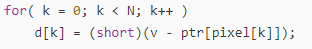 for( k = 0; k < N; k++ )
    d[k] = (short)(v - ptr[pixel[k]]);